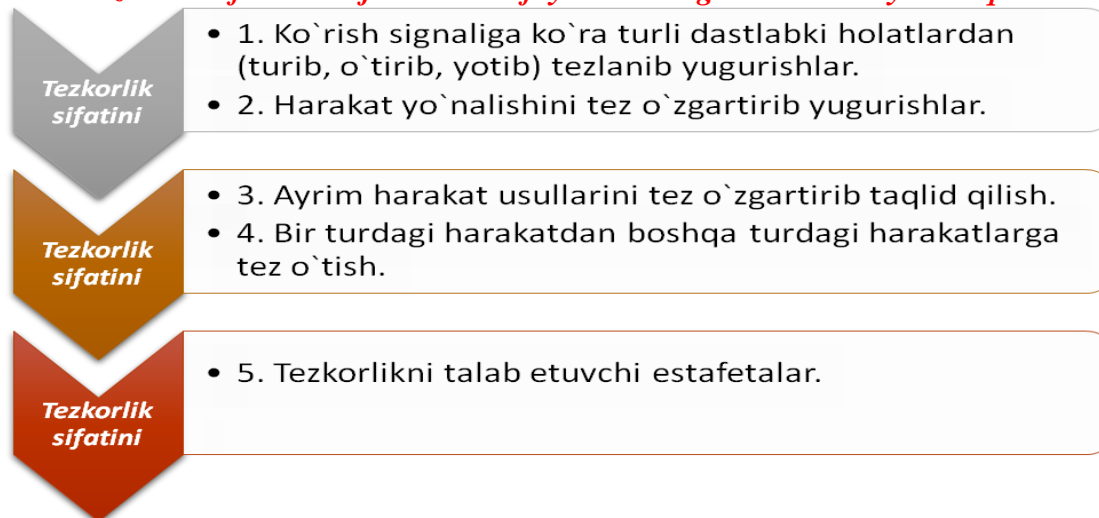 Tezkorlik
sifatini
• 1. Ko`rish signaliga ko`ra turli dastlabki holatlardan
(turib, o`tirib, yotib) tezlanib yugurishlar.
• 2. Harakat yo`nalishini tez o`zgartirib yugurishlar.
Tezkorlik
sifatini
• 3. Ayrim harakat usullarini tez o`zgartirib taqlid qilish.
• 4. Bir turdagi harakatdan boshqa turdagi harakatlarga
tez o`tish.
Tezkorlik
sifatini
• 5. Tezkorlikni talab etuvchi estafetalar.